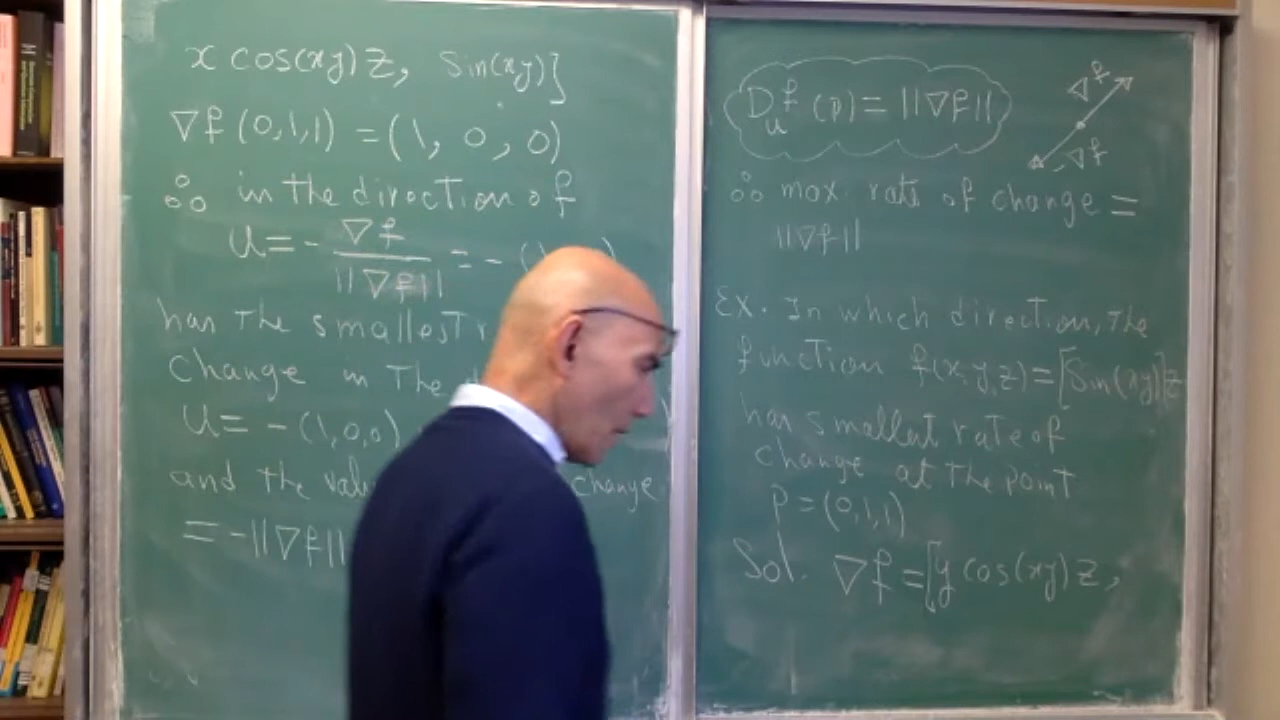 x cos(xy)z, Sin(xy)]
∇f(0,1,1) = (1, 0, 0)
∴ in the direction of
U = - ∇f / ||∇f|| = - (
has the smallest
change in the
U = - (1,0,0)
and the change
= -||∇f||
D_u f (p) = ||∇f||
∇f
-∇f
∴ max. rate of change =
||∇f||
Ex. In which direction, the
function f(x,y,z) = [Sin(xy)]z
has smallest rate of
change at the point
P = (0,1,1)
Sol. ∇f = [y cos(xy)z,